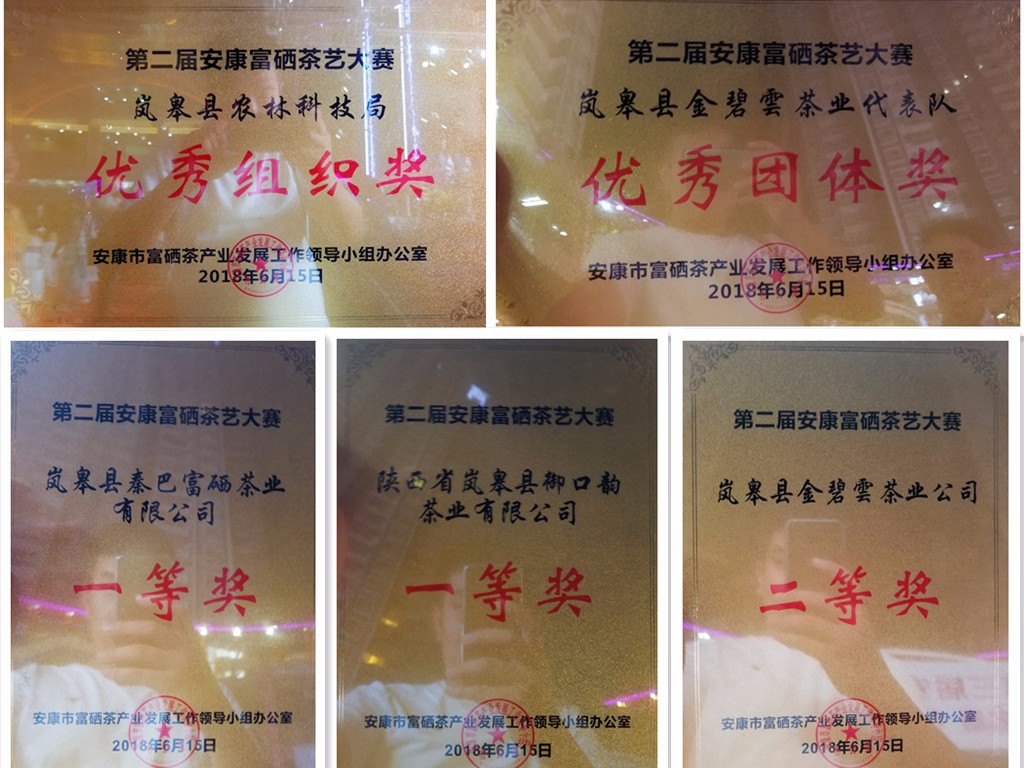 第二届安康富硒茶艺大赛
岚皋县农林科技局
优秀组织奖
安康市富硒茶产业发展工作领导小组办公室
2018年6月15日
第二届安康富硒茶艺大赛
岚皋县金碧雲茶业代表队
优秀团体奖
安康市富硒茶产业发展工作领导小组办公室
2018年6月15日
第二届安康富硒茶艺大赛
岚皋县秦巴富硒茶业
有限公司
一等奖
安康市富硒茶产业发展工作领导小组办公室
2018年6月15日
第二届安康富硒茶艺大赛
陕西省岚皋县御口韵
茶业有限公司
一等奖
安康市富硒茶产业发展工作领导小组办公室
2018年6月15日
第二届安康富硒茶艺大赛
岚皋县金碧雲茶业公司
二等奖
安康市富硒茶产业发展工作领导小组办公室
2018年6月15日